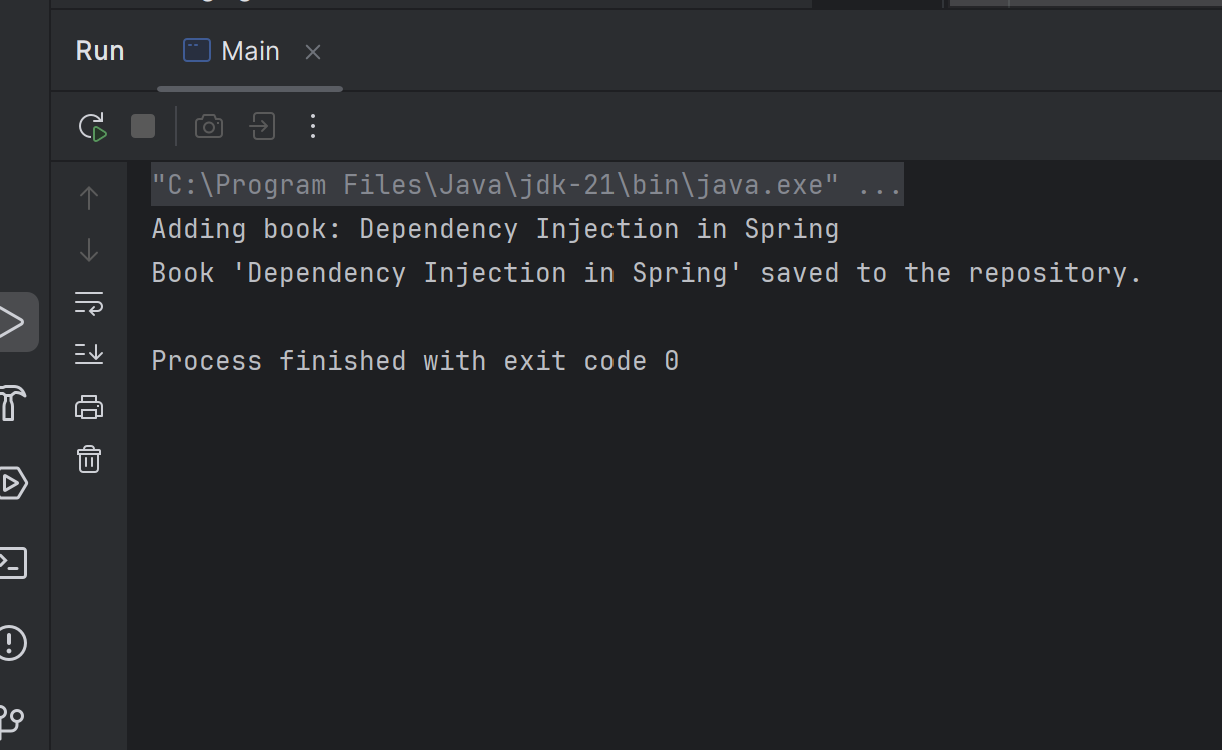 Run
Main
"C:\Program Files\Java\jdk-21\bin\java.exe" ...
Adding book: Dependency Injection in Spring
Book 'Dependency Injection in Spring' saved to the repository.
Process finished with exit code 0